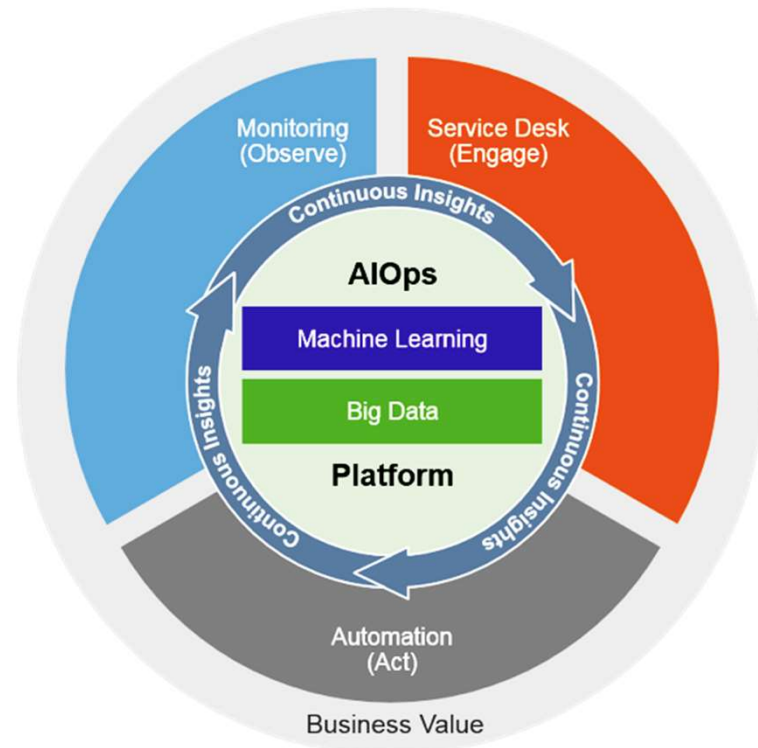 Monitoring
(Observe)
Service Desk
(Engage)
Continuous Insights
AIOps
Machine Learning
Big Data
Platform
Continuous Insights
Continuous Insights
Automation
(Act)
Business Value